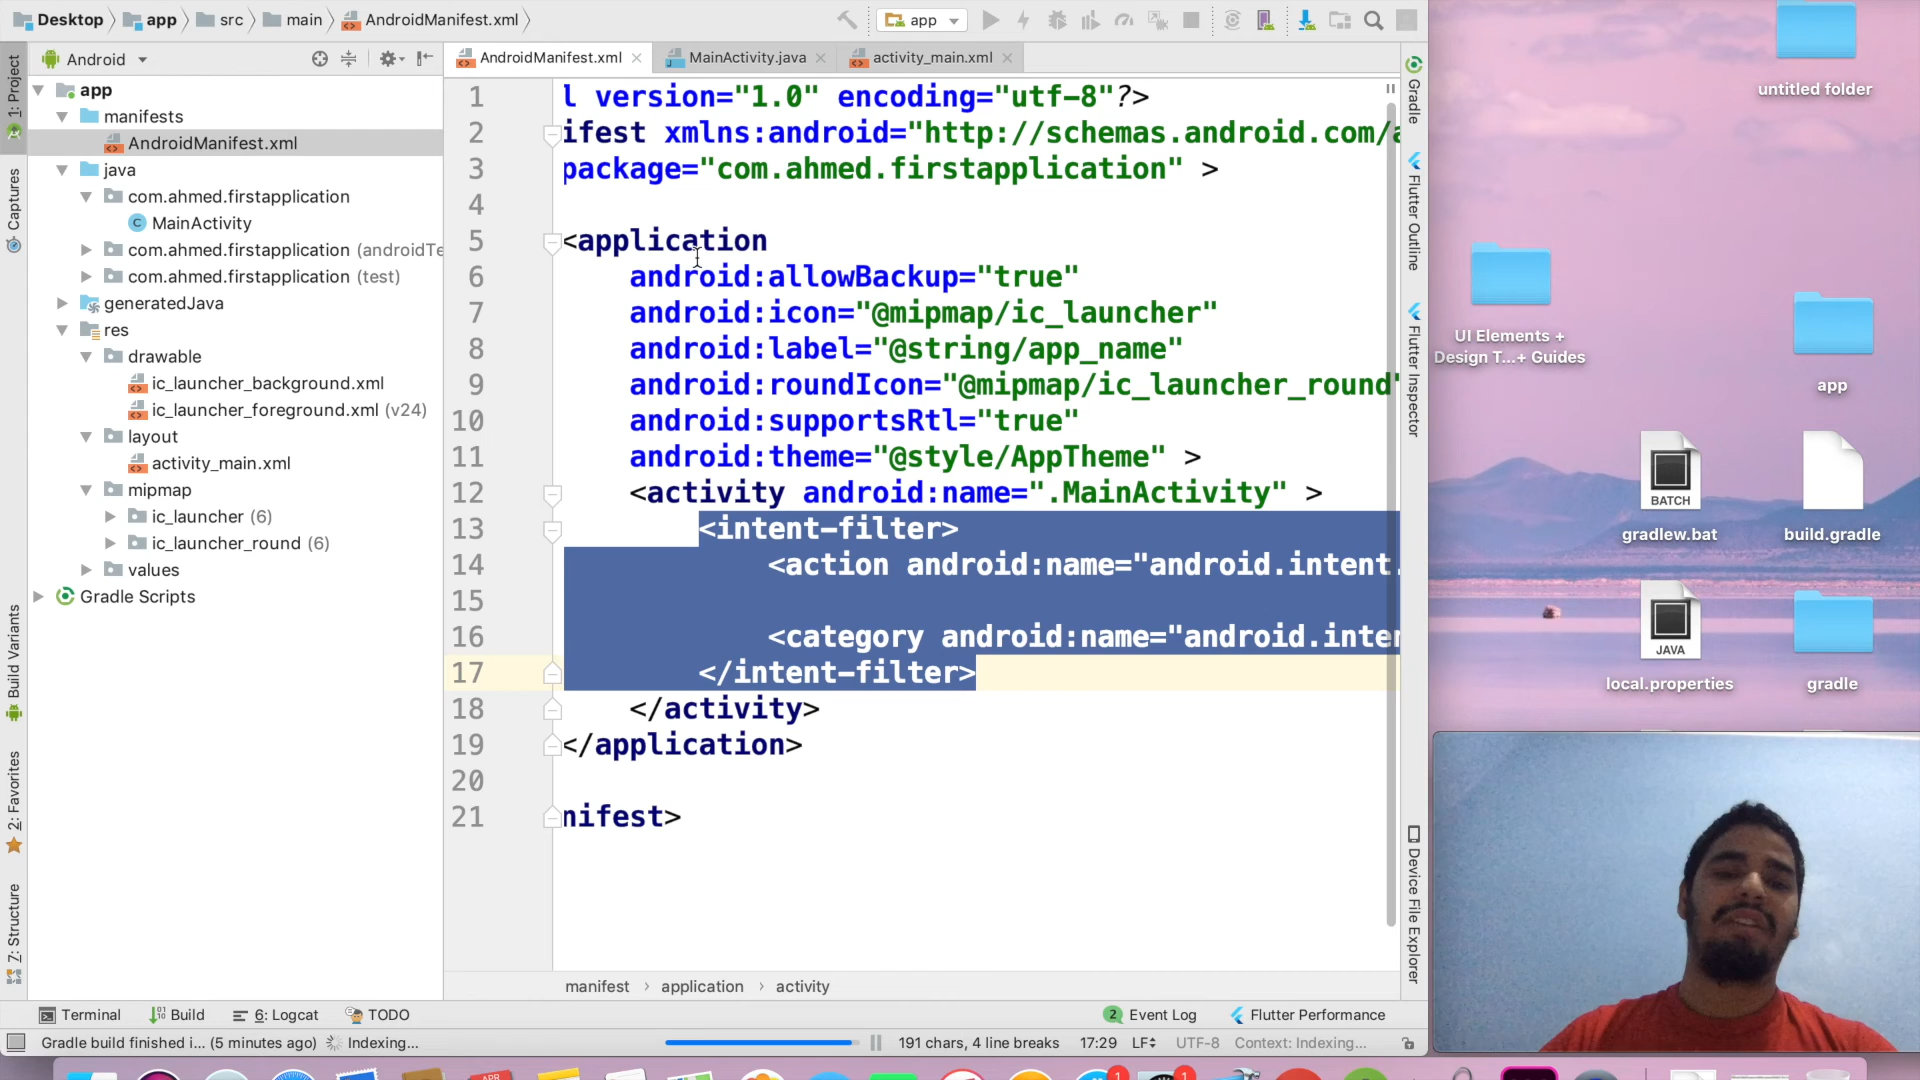 Desktop app src main AndroidManifest.xml
app
Android
AndroidManifest.xml MainActivity.java activity_main.xml
1: Project
Captures
Build Variants
2: Favorites
7: Structure
app
manifests
AndroidManifest.xml
java
com.ahmed.firstapplication
MainActivity
com.ahmed.firstapplication (androidTe
com.ahmed.firstapplication (test)
generatedJava
res
drawable
ic_launcher_background.xml
ic_launcher_foreground.xml (v24)
layout
activity_main.xml
mipmap
ic_launcher (6)
ic_launcher_round (6)
values
Gradle Scripts
1 l version="1.0" encoding="utf-8"?>
2 ifest xmlns:android="http://schemas.android.com/a
3 package="com.ahmed.firstapplication" >
4
5 <application
6 android:allowBackup="true"
7 android:icon="@mipmap/ic_launcher"
8 android:label="@string/app_name"
9 android:roundIcon="@mipmap/ic_launcher_round"
10 android:supportsRtl="true"
11 android:theme="@style/AppTheme" >
12 <activity android:name=".MainActivity" >
13 <intent-filter>
14 <action android:name="android.intent.
15
16 <category android:name="android.inten
17 </intent-filter>
18 </activity>
19 </application>
20
21 nifest>
manifest › application › activity
Gradle
Flutter Outline
Flutter Inspector
Device File Explorer
Terminal Build 6: Logcat TODO 2 Event Log Flutter Performance
Gradle build finished i... (5 minutes ago) Indexing... 191 chars, 4 line breaks 17:29 LF UTF-8 Context: Indexing...
untitled folder
UI Elements +
Design T...+ Guides
app
BATCH
gradlew.bat
build.gradle
JAVA
local.properties
gradle
APR
1
1